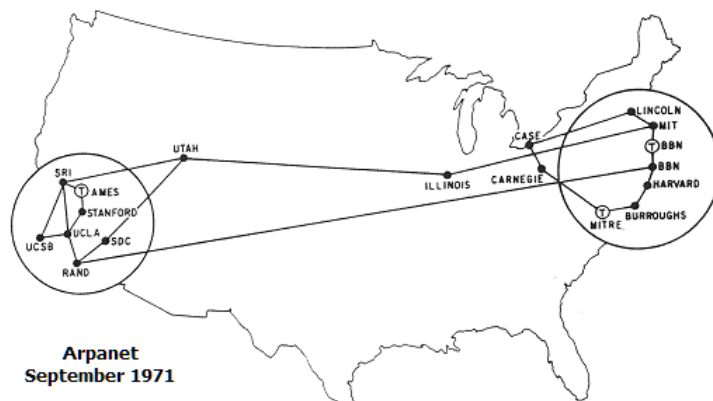 LINCOLN
CASE
MIT
UTAH
T BBN
SRI
BBN
T AMES
ILLINOIS
CARNEGIE
HARVARD
STANFORD
BURROUGHS
UCLA
SDC
T
UCSB
MITRE
RAND
Arpanet
September 1971